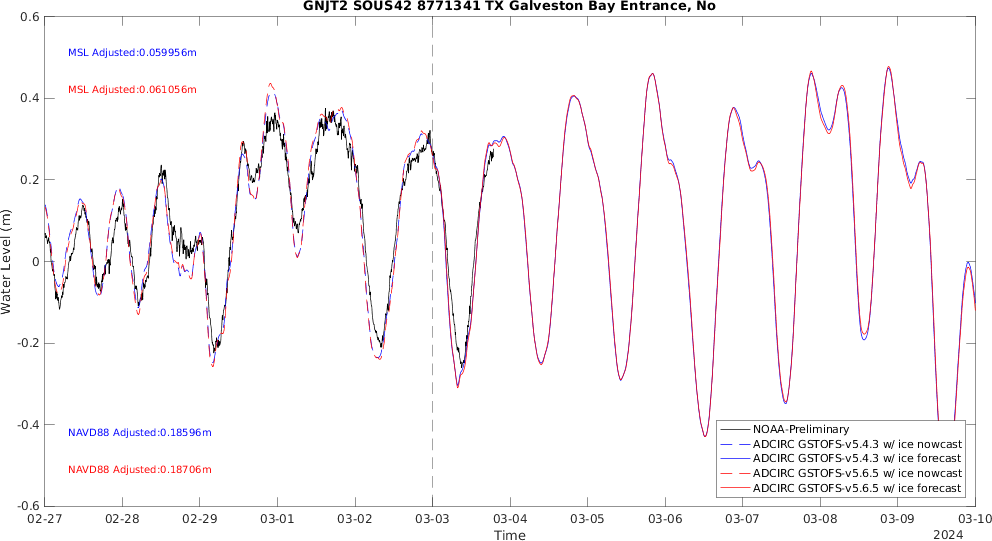 GNJT2 SOUS42 8771341 TX Galveston Bay Entrance, No
Water Level (m)
0.6
0.4
0.2
0
-0.2
-0.4
-0.6
MSL Adjusted:0.059956m
MSL Adjusted:0.061056m
NAVD88 Adjusted:0.18596m
NAVD88 Adjusted:0.18706m
NOAA-Preliminary
ADCIRC GSTOFS-v5.4.3 w/ ice nowcast
ADCIRC GSTOFS-v5.4.3 w/ ice forecast
ADCIRC GSTOFS-v5.6.5 w/ ice nowcast
ADCIRC GSTOFS-v5.6.5 w/ ice forecast
02-27 02-28 02-29 03-01 03-02 03-03 03-04 03-05 03-06 03-07 03-08 03-09 03-10
Time
2024